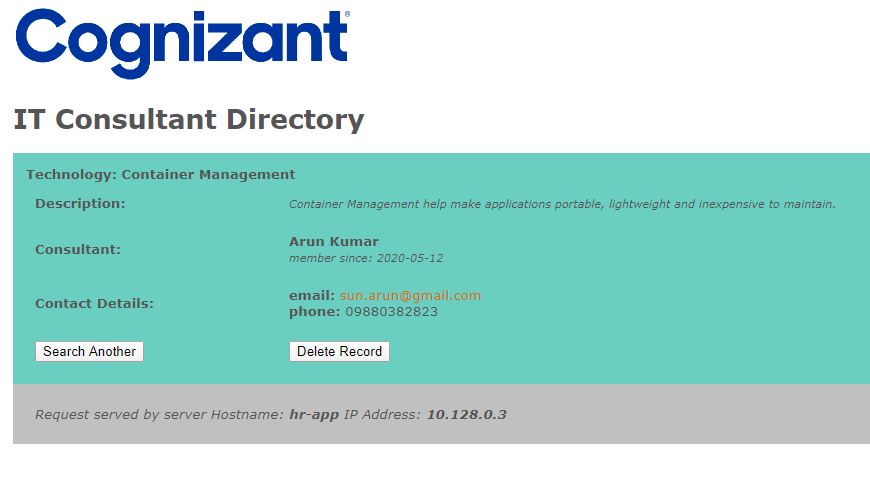 Cognizant®
IT Consultant Directory
Technology: Container Management
Description: Container Management help make applications portable, lightweight and inexpensive to maintain.
Consultant: Arun Kumar
member since: 2020-05-12
Contact Details: email: sun.arun@gmail.com
phone: 09880382823
Search Another Delete Record
Request served by server Hostname: hr-app IP Address: 10.128.0.3